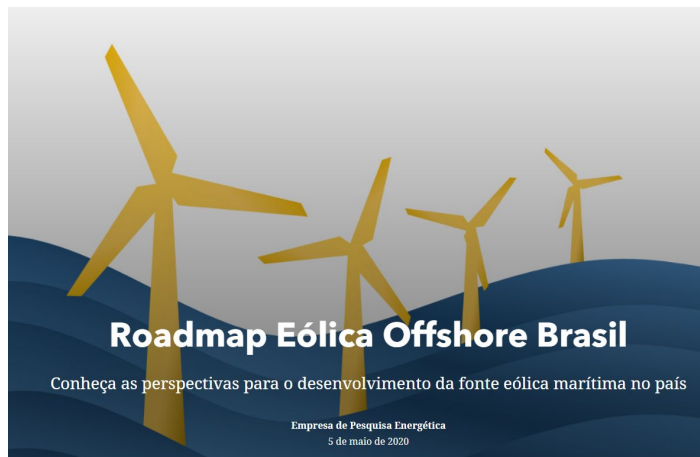 Roadmap Eólica Offshore Brasil
Conheça as perspectivas para o desenvolvimento da fonte eólica marítima no país
Empresa de Pesquisa Energética
5 de maio de 2020